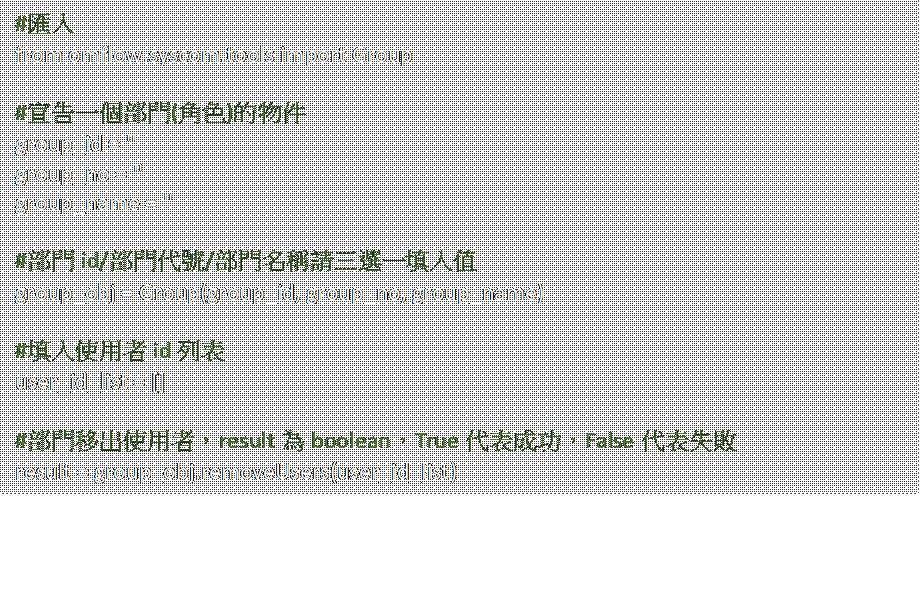 #匯入
from omflow.syscom.tools import Group
#宣告一個部門(角色)的物件
group_id = ''
group_no = ''
group_name = ''
#部門 id/部門代號/部門名稱請三選一填入值
group_obj = Group(group_id, group_no, group_name)
#填入使用者 id 列表
user_id_list = []
#部門移出使用者，result 為 boolean，True 代表成功，False 代表失敗
result = group_obj.removeUsers(user_id_list)